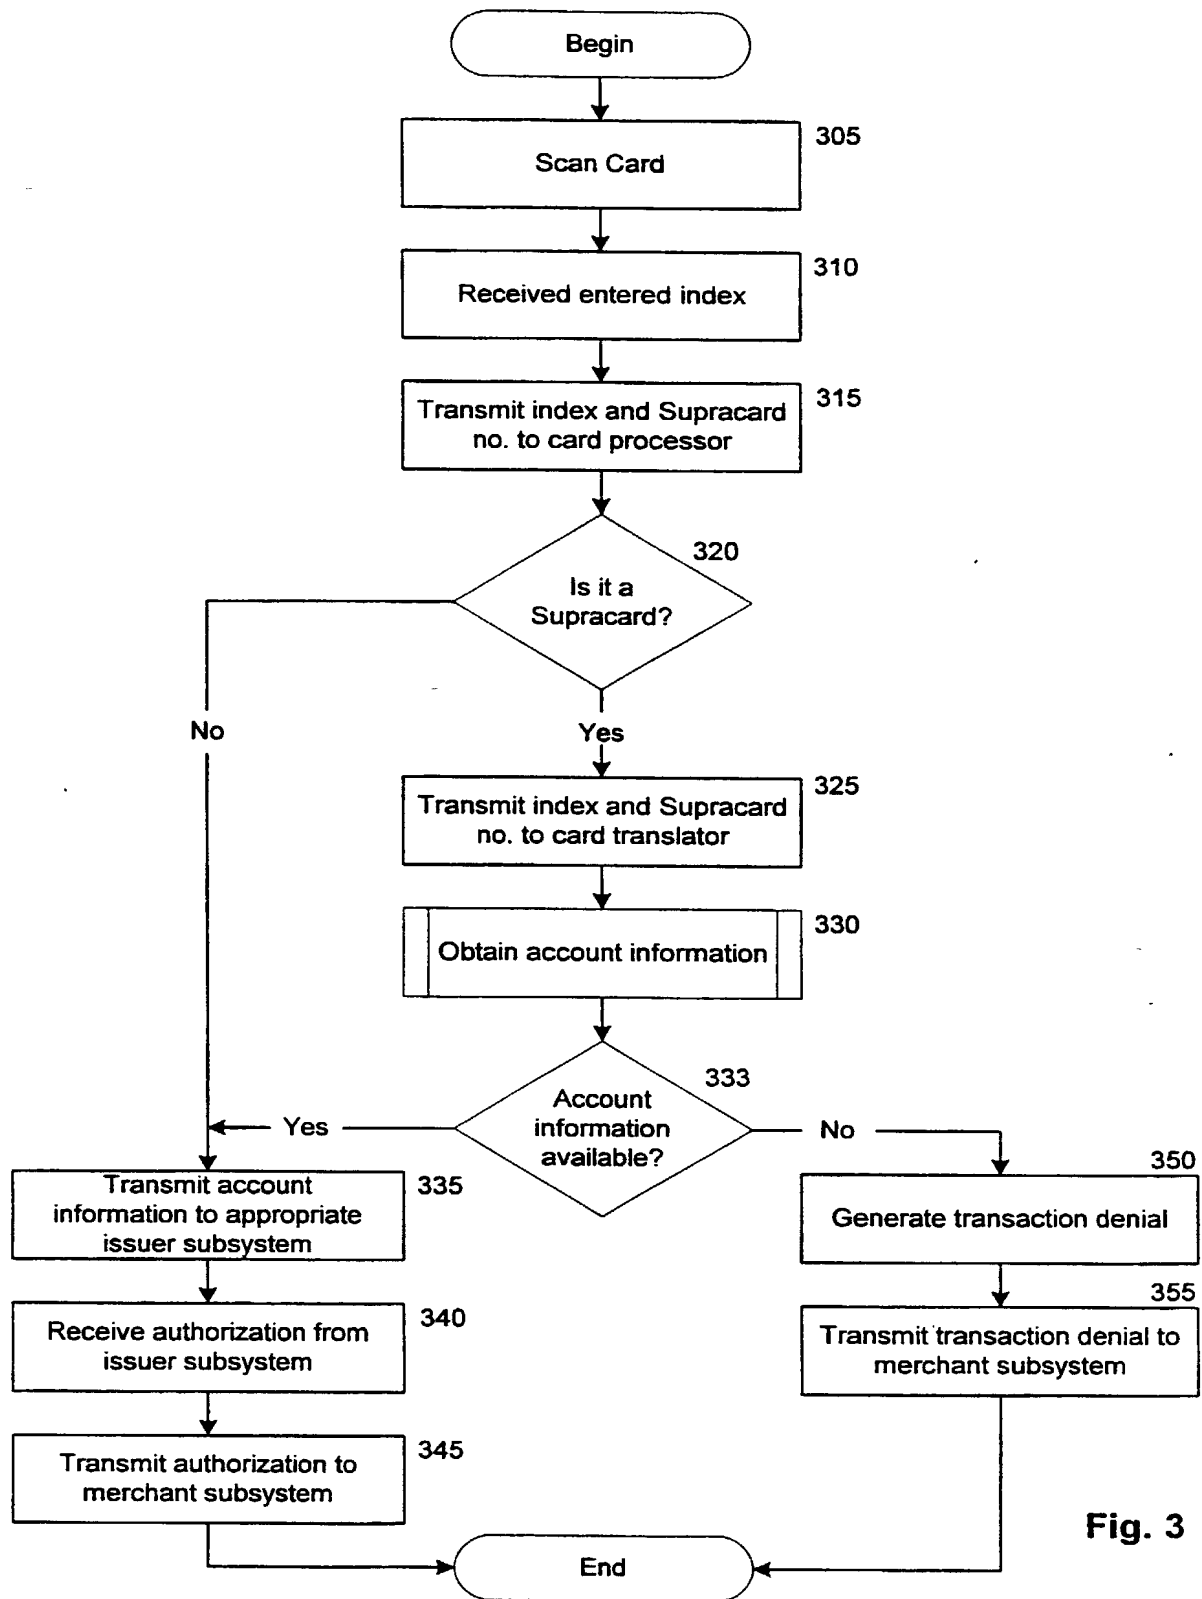 Begin
305
Scan Card
310
Received entered index
315
Transmit index and Supracard
no. to card processor
320
Is it a
Supracard?
No
Yes
325
Transmit index and Supracard
no. to card translator
330
Obtain account information
333
Account
information
available?
Yes
No
335
Transmit account
information to appropriate
issuer subsystem
350
Generate transaction denial
340
Receive authorization from
issuer subsystem
355
Transmit transaction denial to
merchant subsystem
345
Transmit authorization to
merchant subsystem
End
Fig. 3